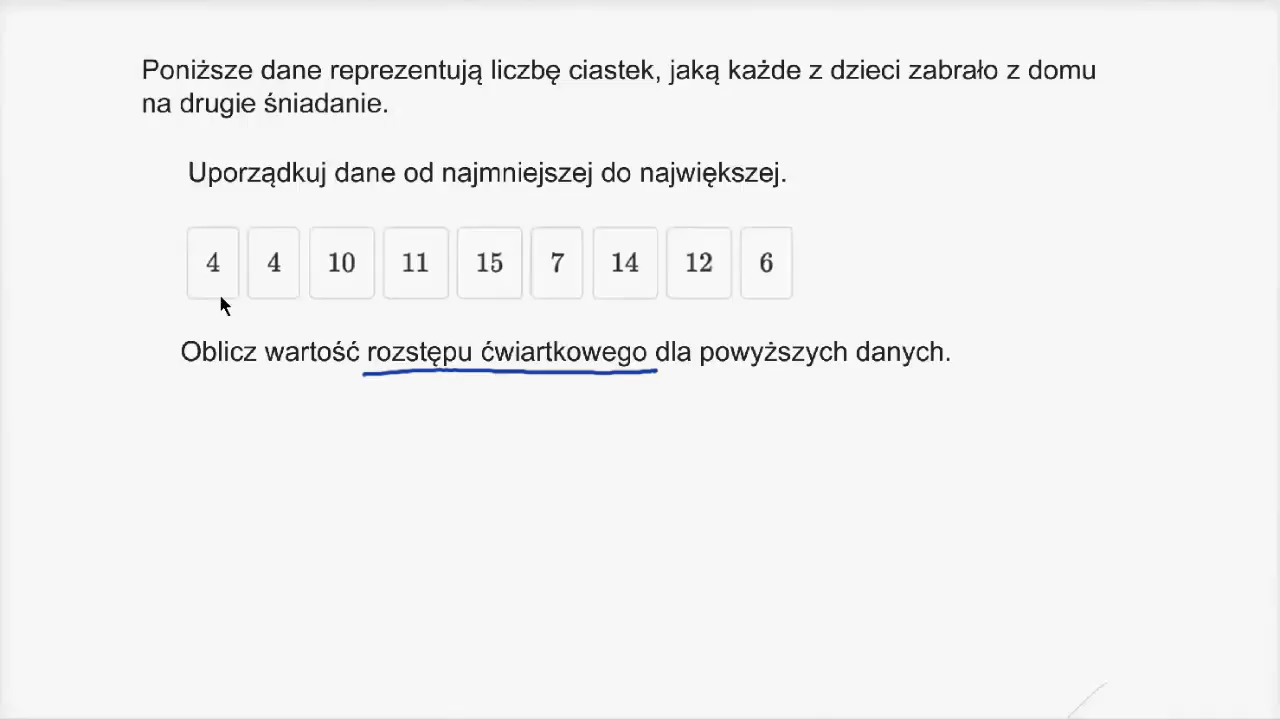 Poniższe dane reprezentują liczbę ciastek, jaką każde z dzieci zabrało z domu
na drugie śniadanie.
Uporządkuj dane od najmniejszej do największej.
4 4 10 11 15 7 14 12 6
Oblicz wartość rozstępu ćwiartkowego dla powyższych danych.